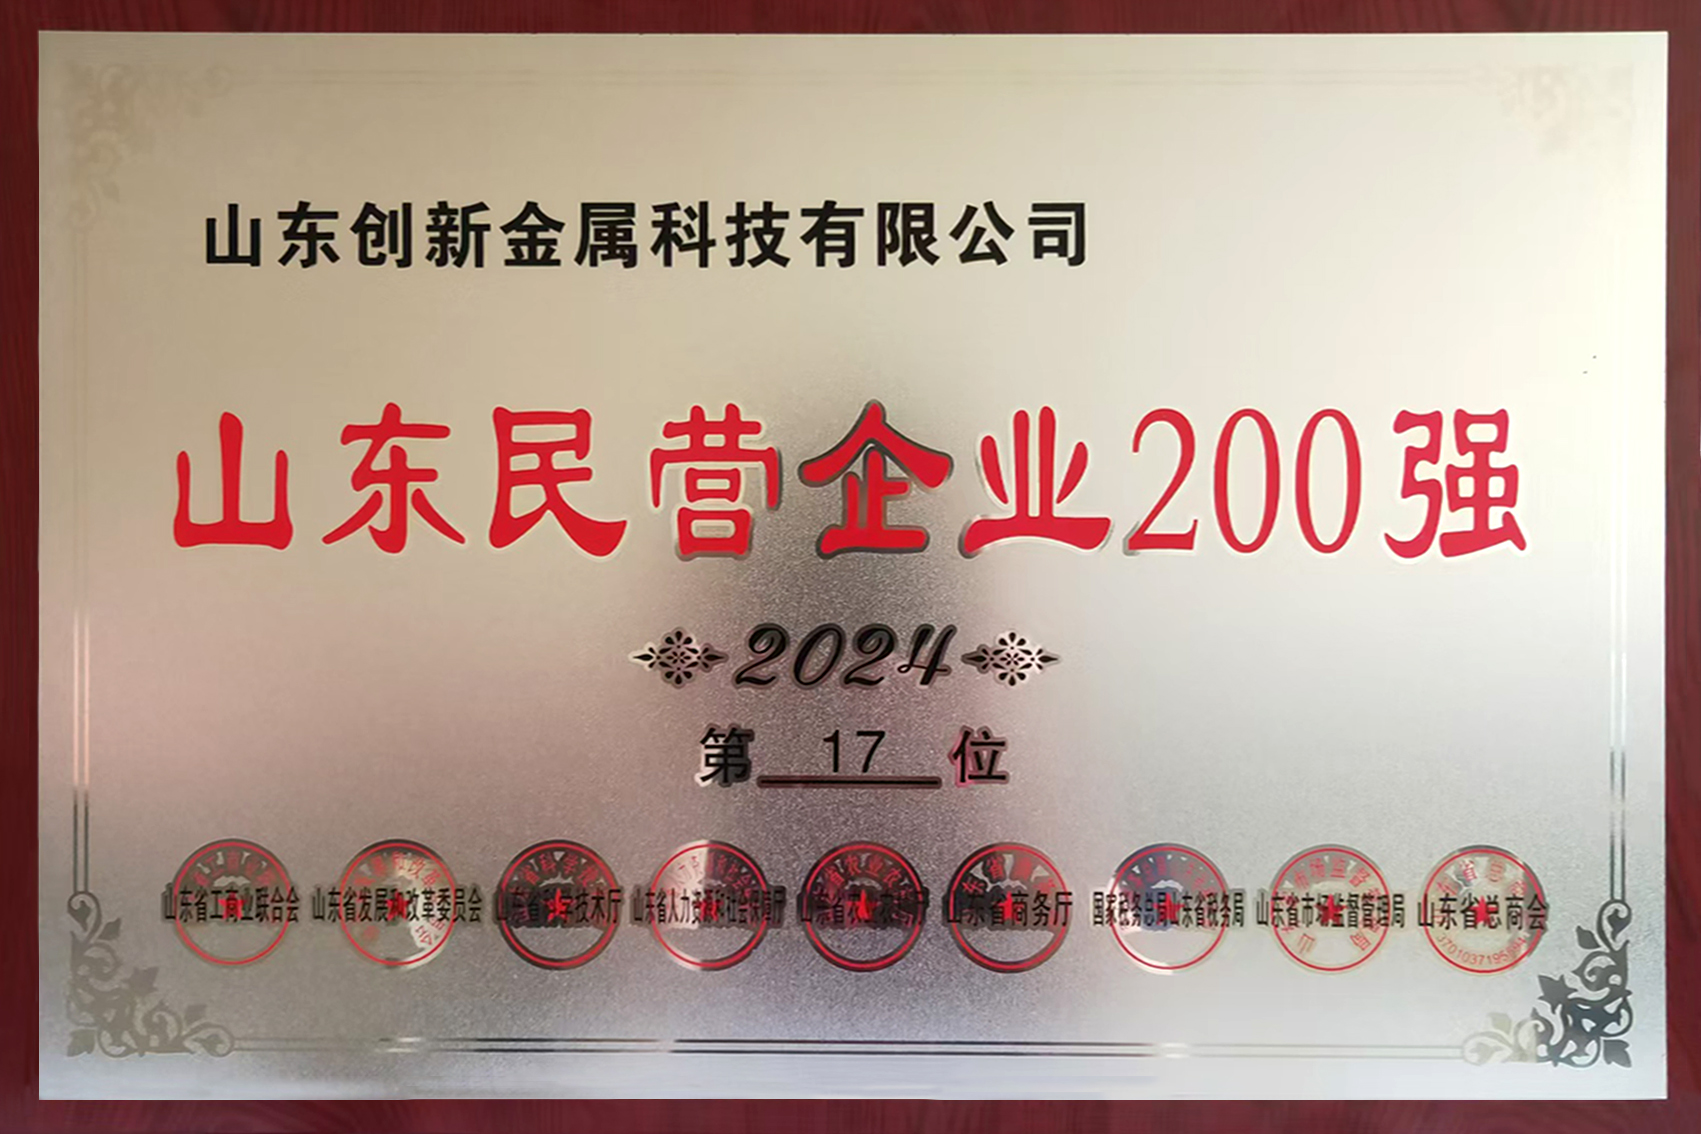 山东创新金属科技有限公司
山东民营企业200强
2024
第 17 位
山东省工商业联合会 山东省发展和改革委员会 山东省科学技术厅 山东省人力资源和社会保障厅 山东省农业农村厅 山东省商务厅 国家税务总局山东省税务局 山东省市场监督管理局 山东省总商会